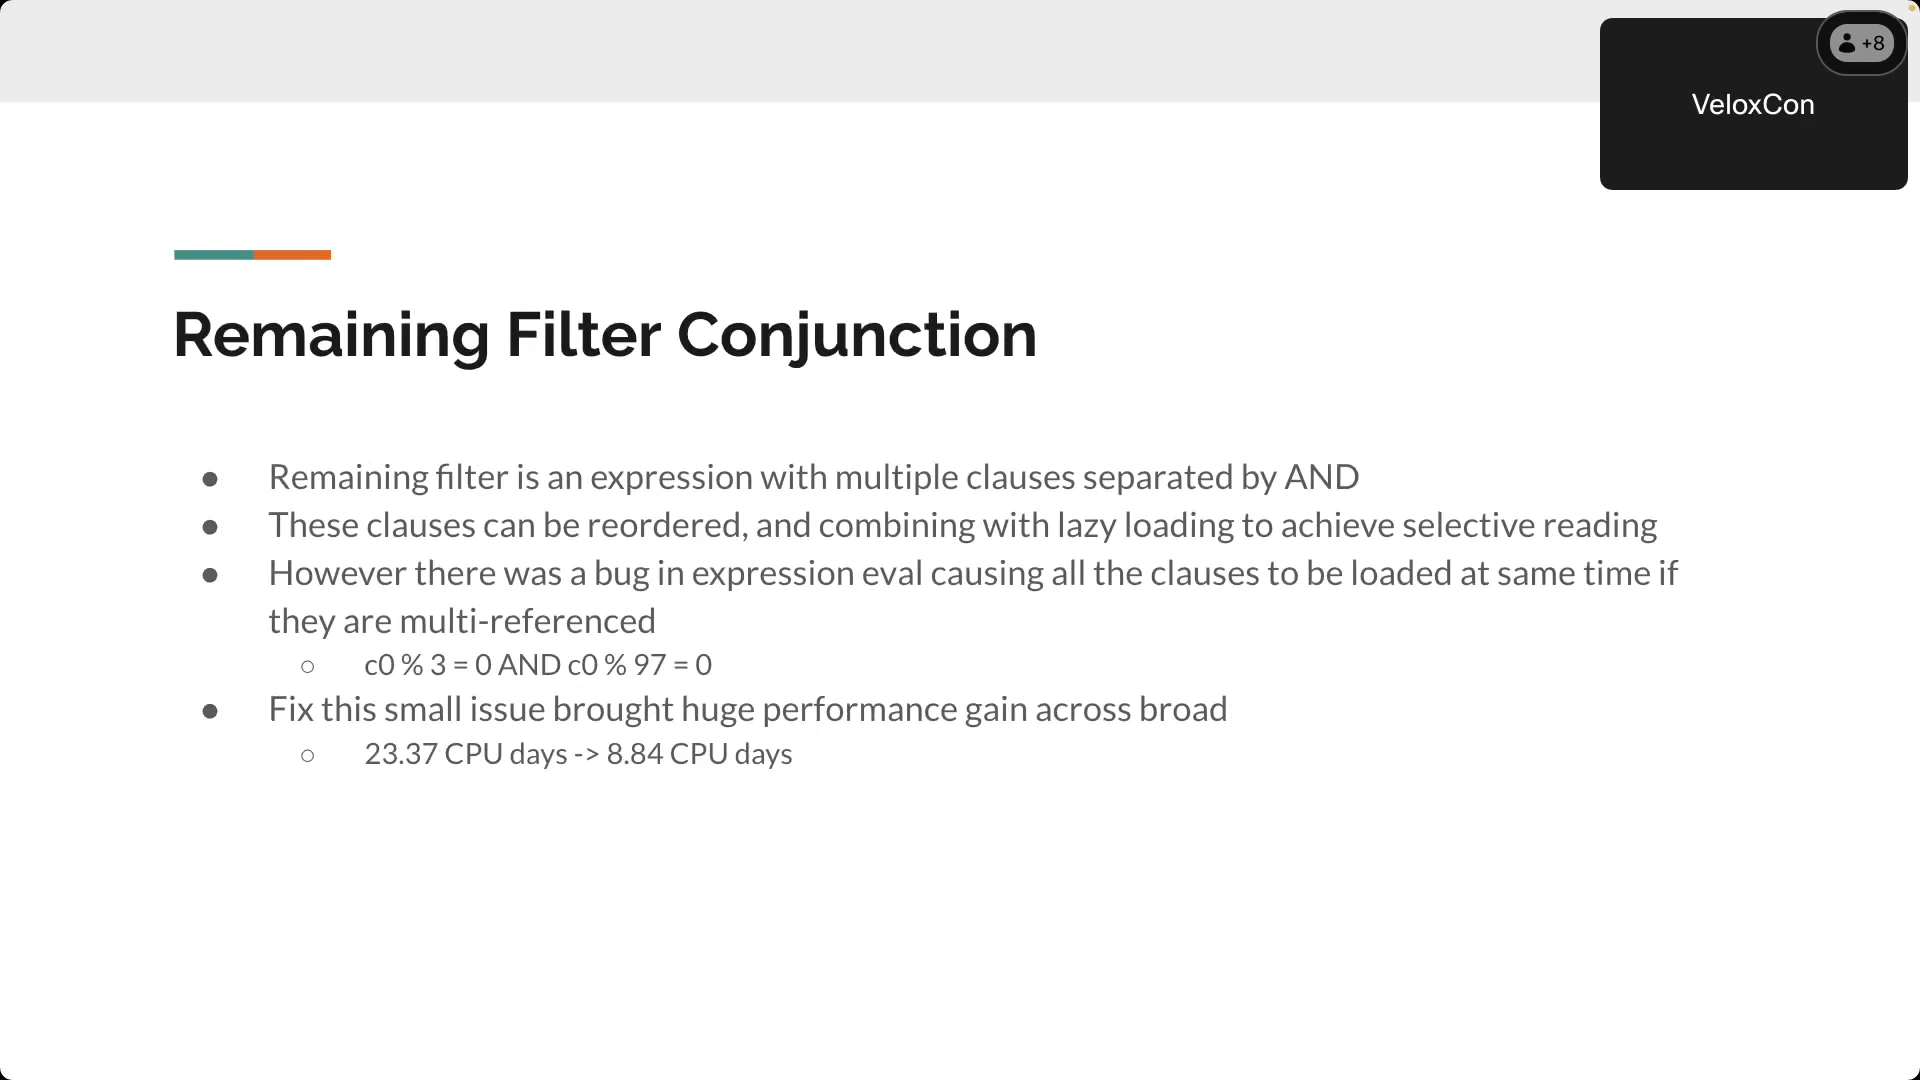 +8
VeloxCon
Remaining Filter Conjunction
● Remaining filter is an expression with multiple clauses separated by AND
● These clauses can be reordered, and combining with lazy loading to achieve selective reading
● However there was a bug in expression eval causing all the clauses to be loaded at same time if
they are multi-referenced
○ c0 % 3 = 0 AND c0 % 97 = 0
● Fix this small issue brought huge performance gain across broad
○ 23.37 CPU days -> 8.84 CPU days